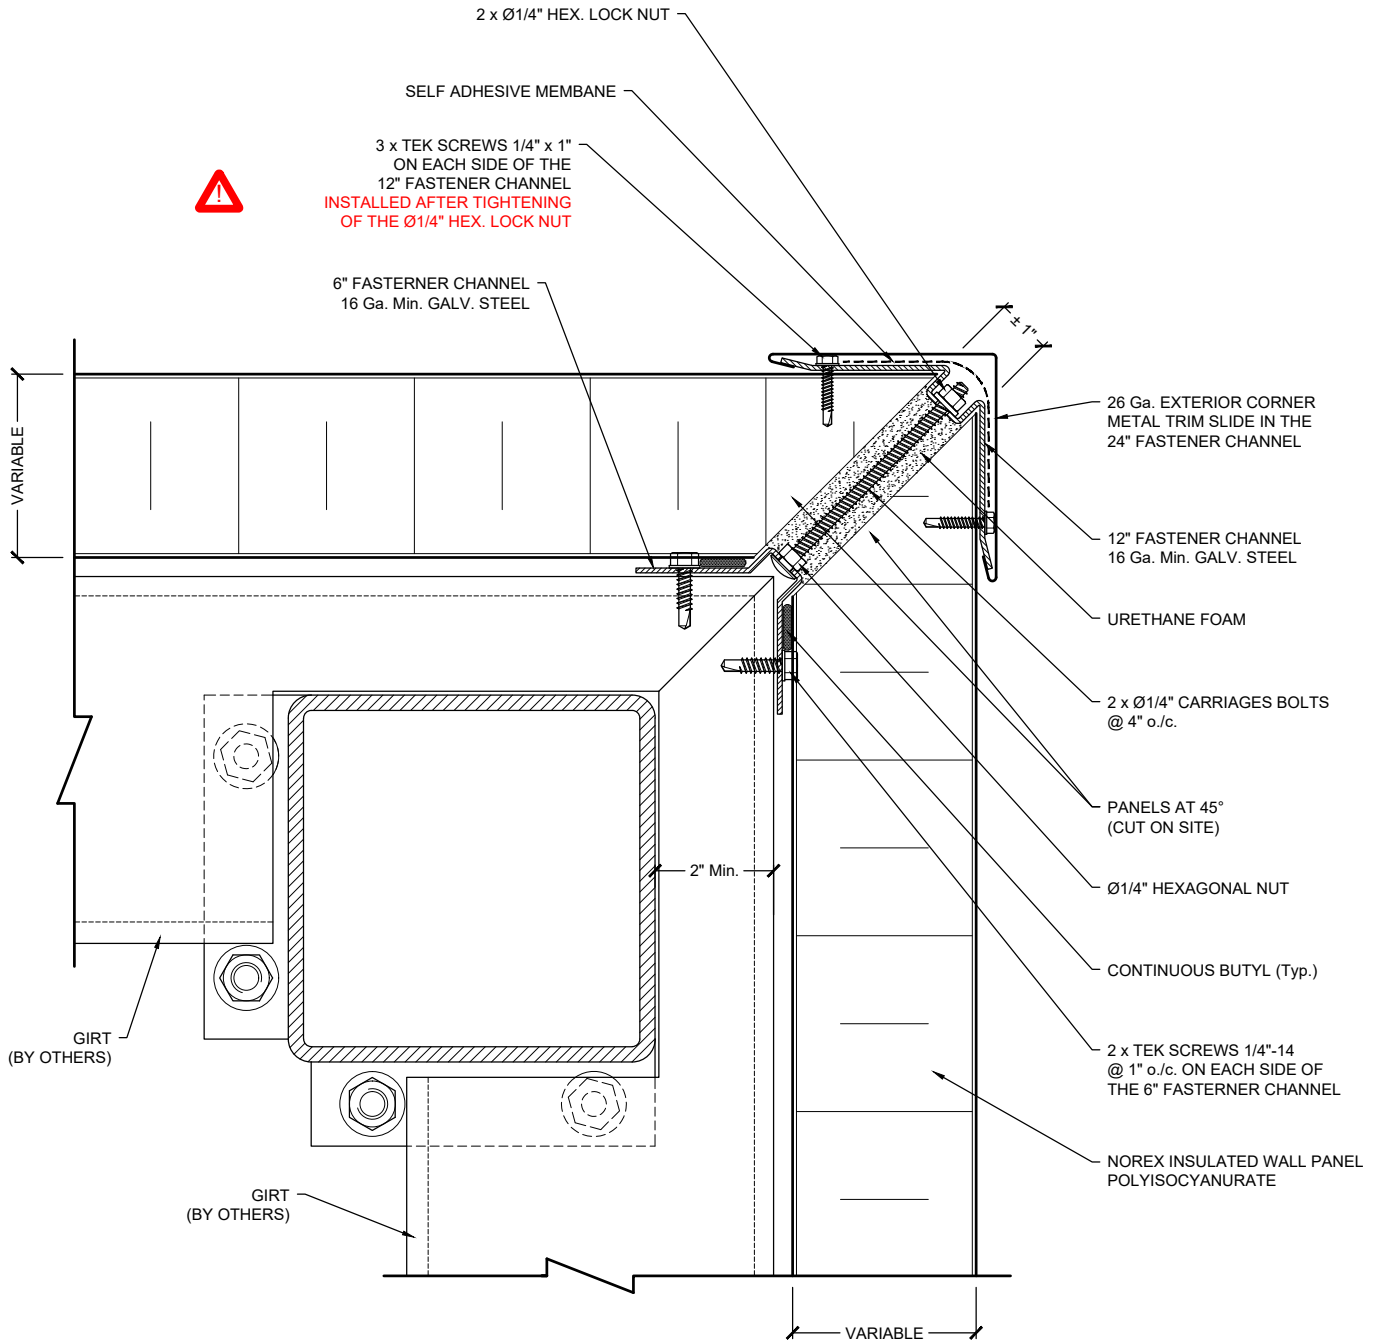 2 x Ø1/4" HEX. LOCK NUT
SELF ADHESIVE MEMBANE
3 x TEK SCREWS 1/4" x 1"
ON EACH SIDE OF THE
12" FASTENER CHANNEL
INSTALLED AFTER TIGHTENING
OF THE Ø1/4" HEX. LOCK NUT
!
6" FASTERNER CHANNEL
16 Ga. Min. GALV. STEEL
± 1"
26 Ga. EXTERIOR CORNER
METAL TRIM SLIDE IN THE
24" FASTENER CHANNEL
VARIABLE
12" FASTENER CHANNEL
16 Ga. Min. GALV. STEEL
URETHANE FOAM
2 x Ø1/4" CARRIAGES BOLTS
@ 4" o./c.
PANELS AT 45°
(CUT ON SITE)
2" Min.
Ø1/4" HEXAGONAL NUT
CONTINUOUS BUTYL (Typ.)
GIRT
(BY OTHERS)
2 x TEK SCREWS 1/4"-14
@ 1" o./c. ON EACH SIDE OF
THE 6" FASTERNER CHANNEL
NOREX INSULATED WALL PANEL
POLYISOCYANURATE
GIRT
(BY OTHERS)
VARIABLE